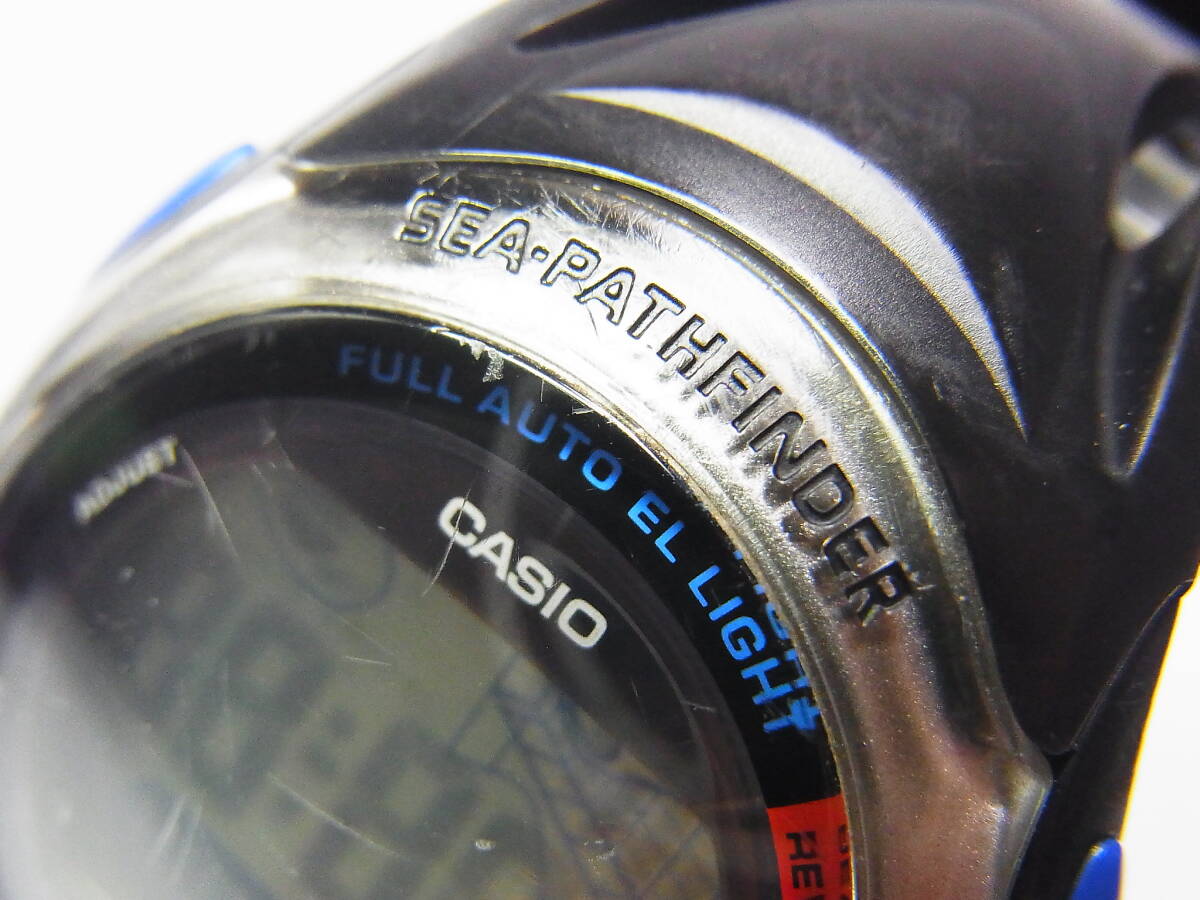 SEA-PATHFINDER
FULL AUTO EL LIGHT
ADJUST
CASIO